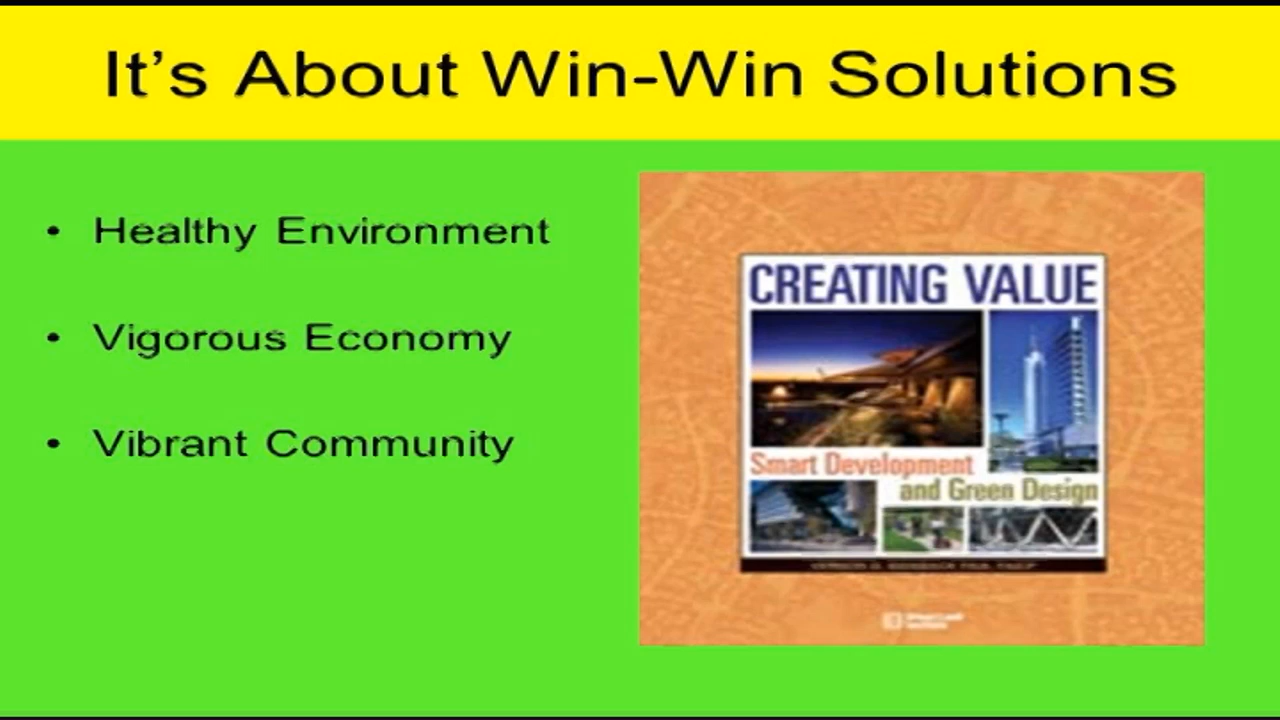 It's About Win-Win Solutions
• Healthy Environment
• Vigorous Economy
• Vibrant Community
CREATING VALUE
Smart Development
and Green Design